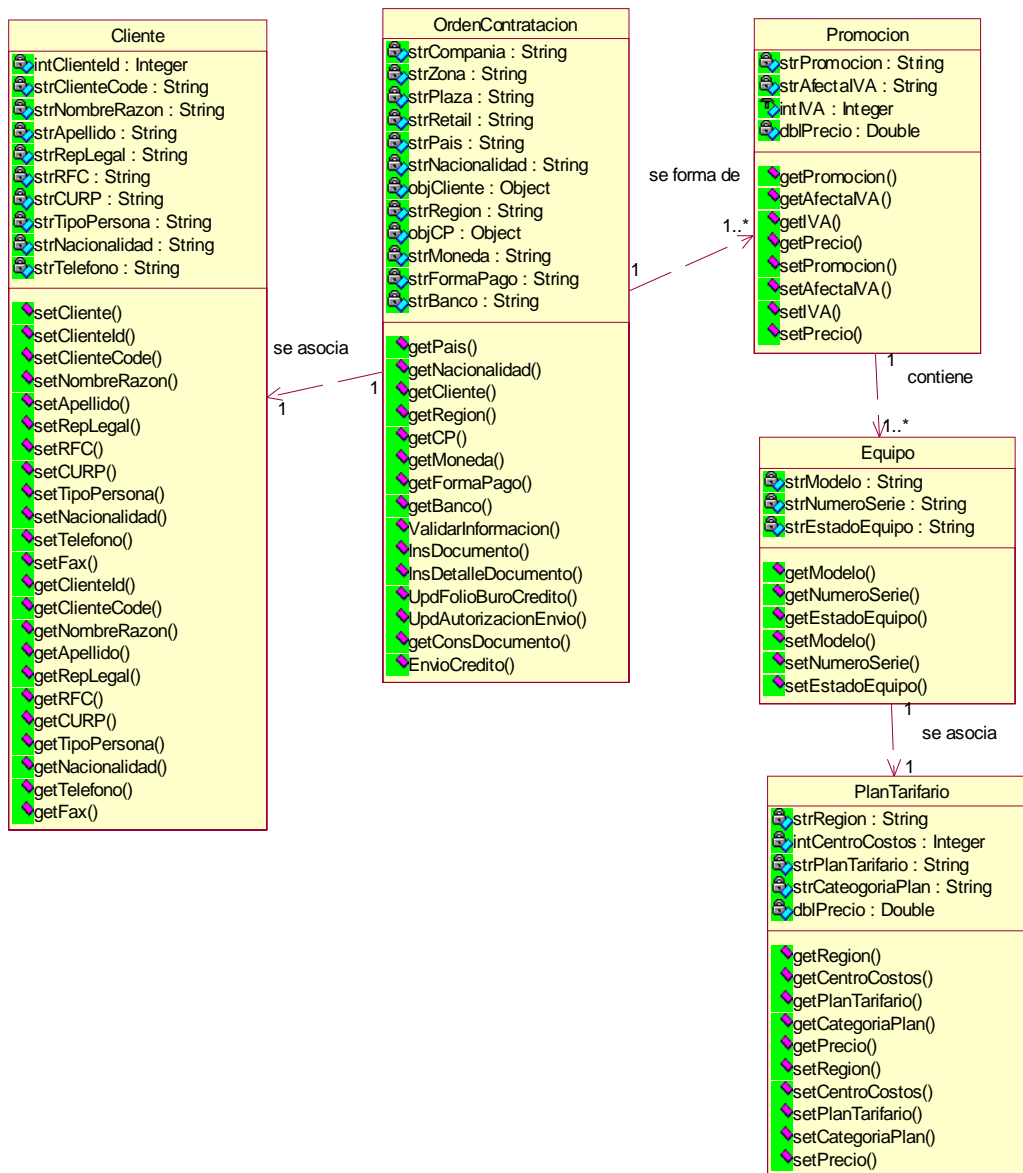 Cliente
intClienteId : Integer
strClienteCode : String
strNombreRazon : String
strApellido : String
strRepLegal : String
strRFC : String
strCURP : String
strTipoPersona : String
strNacionalidad : String
strTelefono : String
setCliente()
setClienteId()
setClienteCode()
setNombreRazon()
setApellido()
setRepLegal()
setRFC()
setCURP()
setTipoPersona()
setNacionalidad()
setTelefono()
setFax()
getClienteId()
getClienteCode()
getNombreRazon()
getApellido()
getRepLegal()
getRFC()
getCURP()
getTipoPersona()
getNacionalidad()
getTelefono()
getFax()
se asocia
1
1
OrdenContratacion
strCompania : String
strZona : String
strPlaza : String
strRetail : String
strPais : String
strNacionalidad : String
objCliente : Object
strRegion : String
objCP : Object
strMoneda : String
strFormaPago : String
strBanco : String
getPais()
getNacionalidad()
getCliente()
getRegion()
getCP()
getMoneda()
getFormaPago()
getBanco()
ValidarInformacion()
InsDocumento()
InsDetalleDocumento()
UpdFolioBuroCredito()
UpdAutorizacionEnvio()
getConsDocumento()
EnvioCredito()
se forma de
1..*
1
Promocion
strPromocion : String
strAfectaIVA : String
intIVA : Integer
dblPrecio : Double
getPromocion()
getAfectaIVA()
getIVA()
getPrecio()
setPromocion()
setAfectaIVA()
setIVA()
setPrecio()
1
contiene
1..*
Equipo
strModelo : String
strNumeroSerie : String
strEstadoEquipo : String
getModelo()
getNumeroSerie()
getEstadoEquipo()
setModelo()
setNumeroSerie()
setEstadoEquipo()
1
se asocia
1
PlanTarifario
strRegion : String
intCentroCostos : Integer
strPlanTarifario : String
strCateogoriaPlan : String
dblPrecio : Double
getRegion()
getCentroCostos()
getPlanTarifario()
getCategoriaPlan()
getPrecio()
setRegion()
setCentroCostos()
setPlanTarifario()
setCategoriaPlan()
setPrecio()